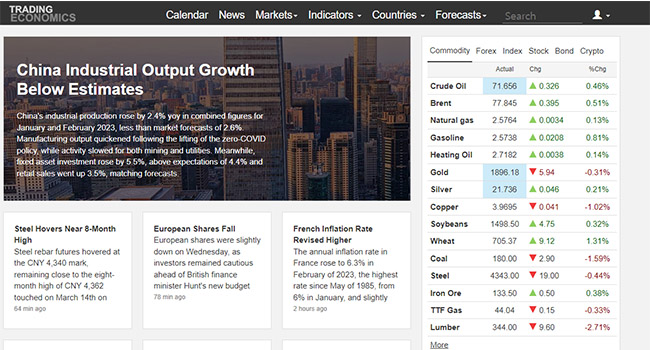 TRADING
ECONOMICS
Calendar News Markets Indicators Countries Forecasts Search
China Industrial Output Growth
Below Estimates
China's industrial production rose by 2.4% yoy in combined figures for
January and February 2023, less than market forecasts of 2.6%.
Manufacturing output quickened following the lifting of the zero-COVID
policy, while activity slowed for both mining and utilities. Meanwhile,
fixed asset investment rose by 5.5%, above expectations of 4.4% and
retail sales went up 3.5%, matching forecasts
Steel Hovers Near 8-Month
High
Steel rebar futures hovered at
the CNY 4,340 mark,
remaining close to the eight-
month high of CNY 4,362
touched on March 14th on
64 min ago
European Shares Fall
European shares were slightly
down on Wednesday, as
investors remained cautious
ahead of British finance
minister Hunt's new budget
78 min ago
French Inflation Rate
Revised Higher
The annual inflation rate in
France rose to 6.3% in
February of 2023, the highest
rate since May of 1985, from
6% in January, and slightly
2 hours ago
Commodity Forex Index Stock Bond Crypto
Actual Chg %Chg
Crude Oil 71.656 0.326 0.46%
Brent 77.845 0.395 0.51%
Natural gas 2.5764 0.0034 0.13%
Gasoline 2.5738 0.0208 0.81%
Heating Oil 2.7182 0.0038 0.14%
Gold 1896.18 5.94 -0.31%
Silver 21.736 0.046 0.21%
Copper 3.9695 0.041 -1.02%
Soybeans 1498.50 4.75 0.32%
Wheat 705.37 9.12 1.31%
Coal 180.00 2.90 -1.59%
Steel 4343.00 19.00 -0.44%
Iron Ore 133.50 0.50 0.38%
TTF Gas 44.04 0.15 -0.33%
Lumber 344.00 9.60 -2.71%
More